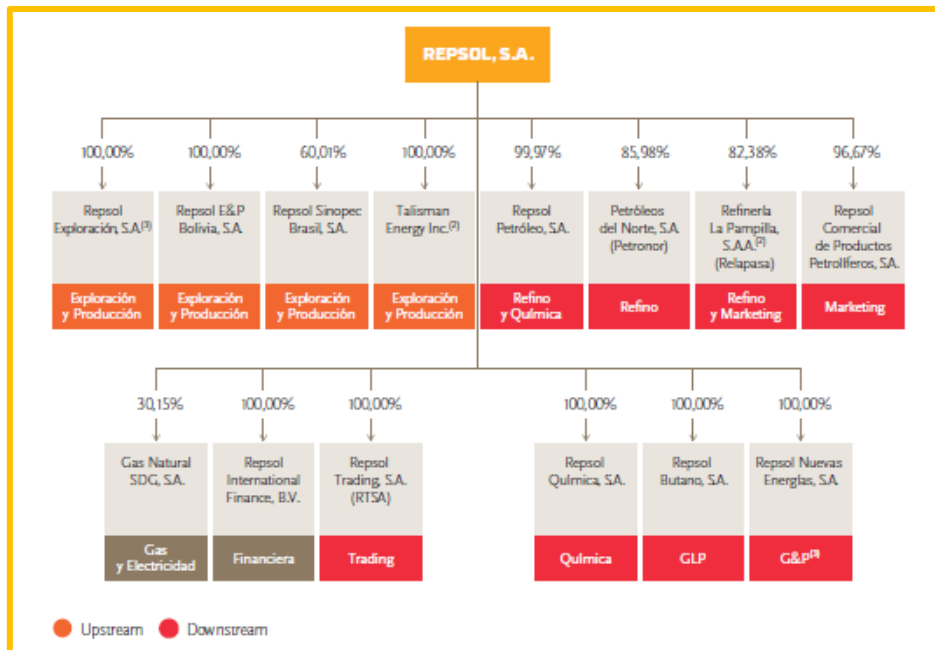 REPSOL, S.A.
100,00%
100,00%
60,01%
100,00%
99,97%
85,98%
82,38%
96,67%
Repsol
Exploración, S.A.(3)
Repsol E&P
Bolivia, S.A.
Repsol Sinopec
Brasil, S.A.
Talisman
Energy Inc.(2)
Repsol
Petróleo, S.A.
Petróleos
del Norte, S.A.
(Petronor)
Refinería
La Pampilla,
S.A.A.(2)
(Relapasa)
Repsol
Comercial
de Productos
Petrolíferos, S.A.
Exploración
y Producción
Exploración
y Producción
Exploración
y Producción
Exploración
y Producción
Refino
y Química
Refino
Refino
y Marketing
Marketing
30,15%
100,00%
100,00%
100,00%
100,00%
100,00%
Gas Natural
SDG, S.A.
Repsol
International
Finance, B.V.
Repsol
Trading, S.A.
(RTSA)
Repsol
Química, S.A.
Repsol
Butano, S.A.
Repsol Nuevas
Energías, S.A.
Gas
y Electricidad
Financiera
Trading
Química
GLP
G&P(3)
Upstream
Downstream